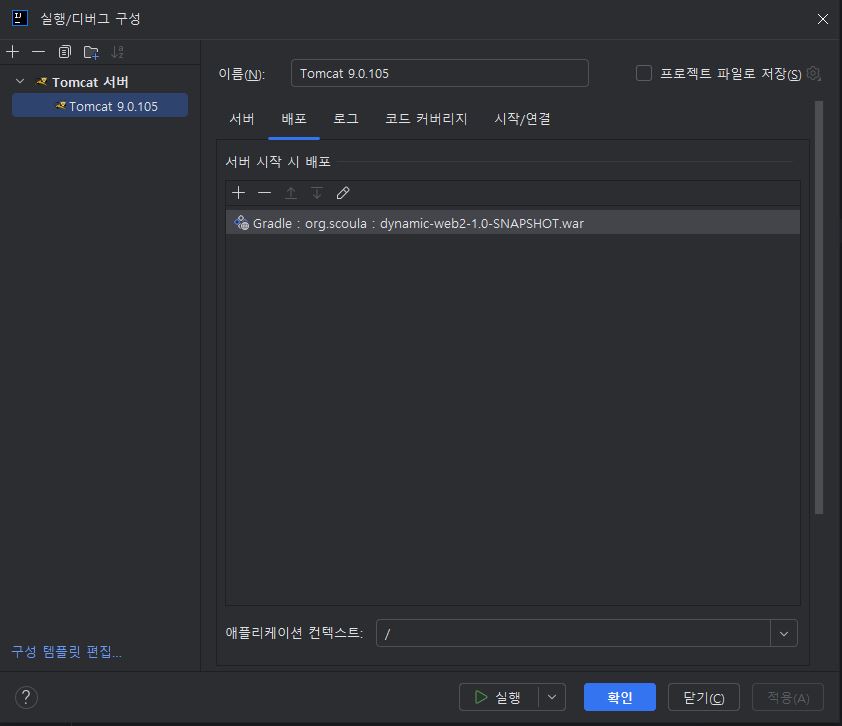 실행/디버그 구성
Tomcat 서버
Tomcat 9.0.105
이름(N):
Tomcat 9.0.105
프로젝트 파일로 저장(S)
서버 배포 로그 코드 커버리지 시작/연결
서버 시작 시 배포
Gradle : org.scoula : dynamic-web2-1.0-SNAPSHOT.war
애플리케이션 컨텍스트: /
구성 템플릿 편집...
? 실행 확인 닫기(C) 적용(A)